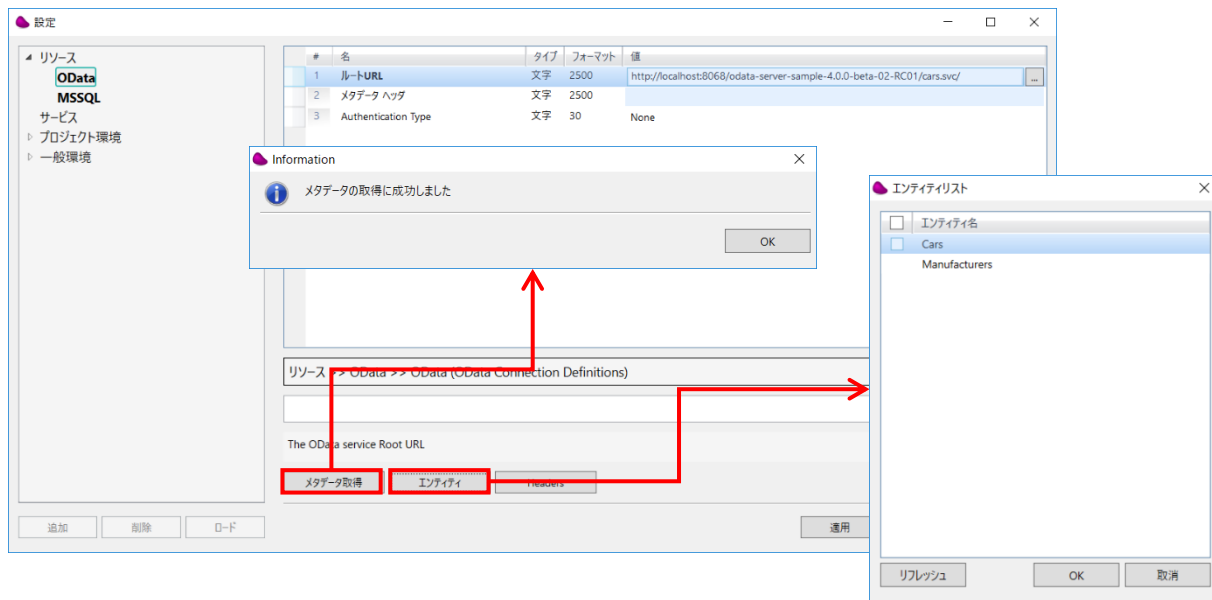 設定
リソース
OData
MSSQL
サービス
プロジェクト環境
一般環境
# 名 タイプ フォーマット 値
1 ルートURL 文字 2500 http://localhost:8068/odata-server-sample-4.0.0-beta-02-RC01/cars.svc/ ...
2 メタデータ ヘッダ 文字 2500
3 Authentication Type 文字 30 None
Information
メタデータの取得に成功しました
OK
リソース >> OData >> OData (OData Connection Definitions)
The OData service Root URL
メタデータ取得 エンティティ Headers
追加 削除 ロード 適用
エンティティリスト
エンティティ名
Cars
Manufacturers
リフレッシュ OK 取消